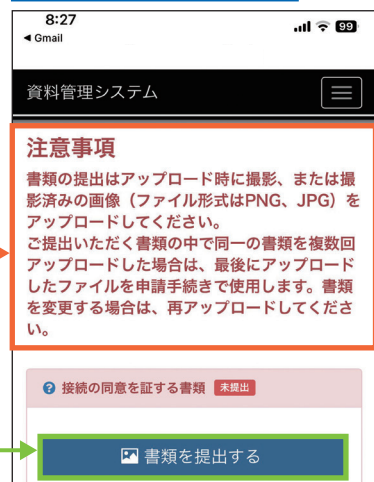 8:27
99
◀ Gmail
資料管理システム
注意事項
書類の提出はアップロード時に撮影、または撮
影済みの画像（ファイル形式はPNG、JPG）を
アップロードしてください。
ご提出いただく書類の中で同一の書類を複数回
アップロードした場合は、最後にアップロード
したファイルを申請手続きで使用します。書類
を変更する場合は、再アップロードしてくださ
い。
接続の同意を証する書類 未提出
書類を提出する